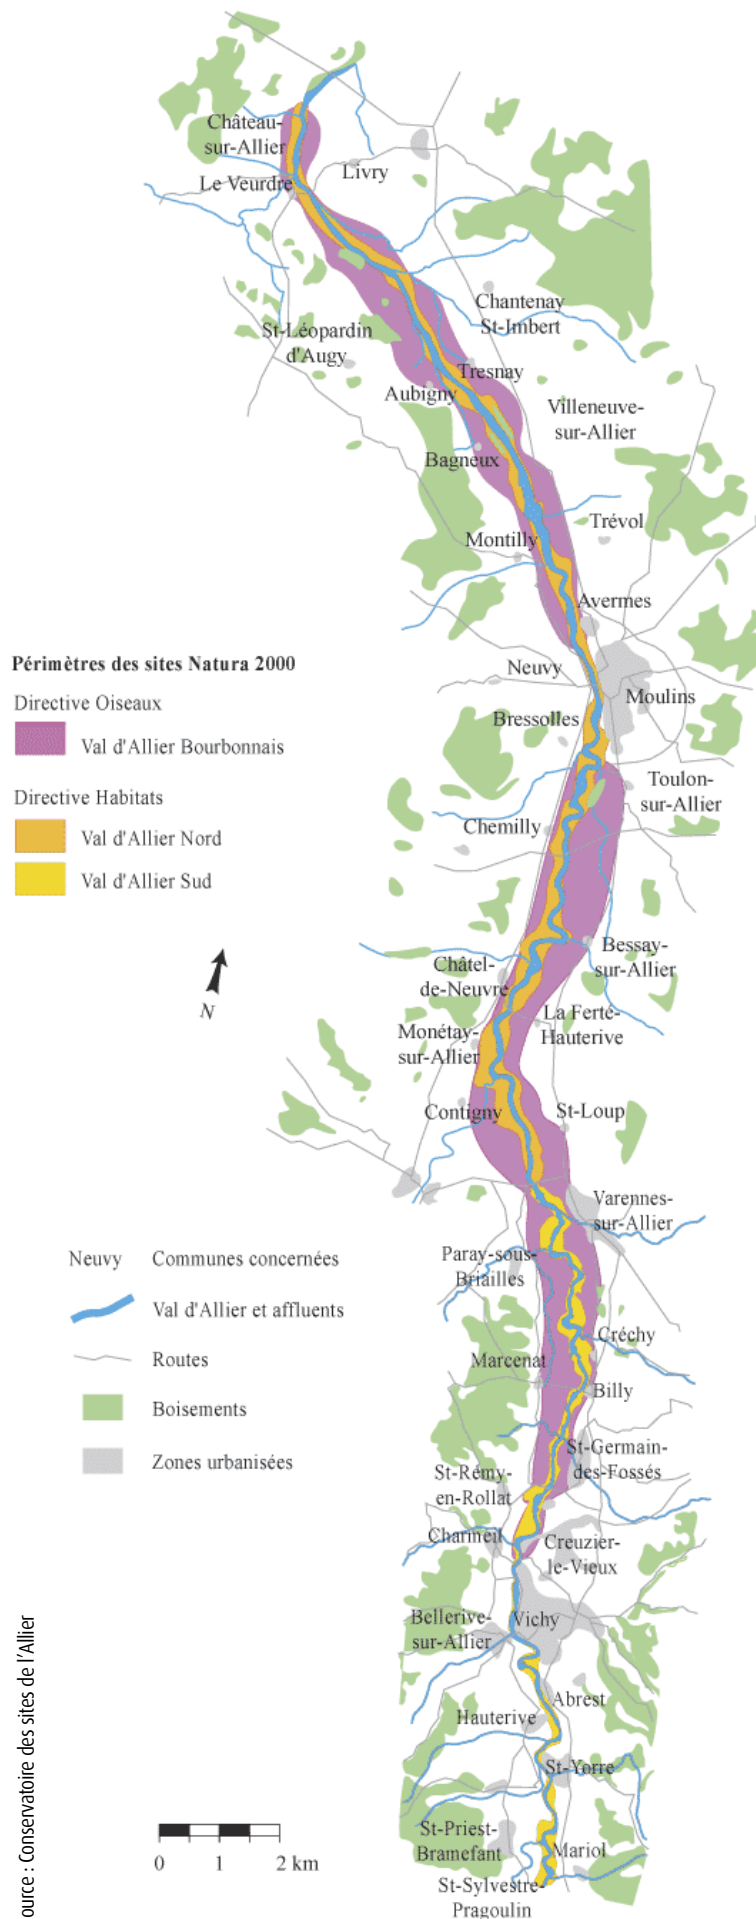 Château-
sur-Allier
Le Veurdre
Livry
Chantenay
St-Imbert
St-Léopardin
d'Augy
Tresnay
Aubigny
Villeneuve-
sur-Allier
Bagneux
Trévol
Montilly
Avermes
Périmètres des sites Natura 2000
Directive Oiseaux
Val d'Allier Bourbonnais
Directive Habitats
Val d'Allier Nord
Val d'Allier Sud
Neuvy
Moulins
Bressolles
Toulon-
sur-Allier
Chemilly
Bessay-
sur-Allier
Châtel-
de-Neuvre
N
La Ferté-
Hauterive
Monétay-
sur-Allier
Contigny
St-Loup
Varennes-
sur-Allier
Neuvy Communes concernées
Val d'Allier et affluents
Routes
Boisements
Zones urbanisées
Paray-sous-
Briailles
Créchy
Marcenat
Billy
St-Germain-
des-Fossés
St-Rémy-
en-Rollat
Charmeil
Creuzier-
le-Vieux
Bellerive-
sur-Allier
Vichy
Abrest
Hauterive
St-Yorre
St-Priest-
Bramefant
Mariol
St-Sylvestre-
Pragoulin
0 1 2 km
ource : Conservatoire des sites de l'Allier